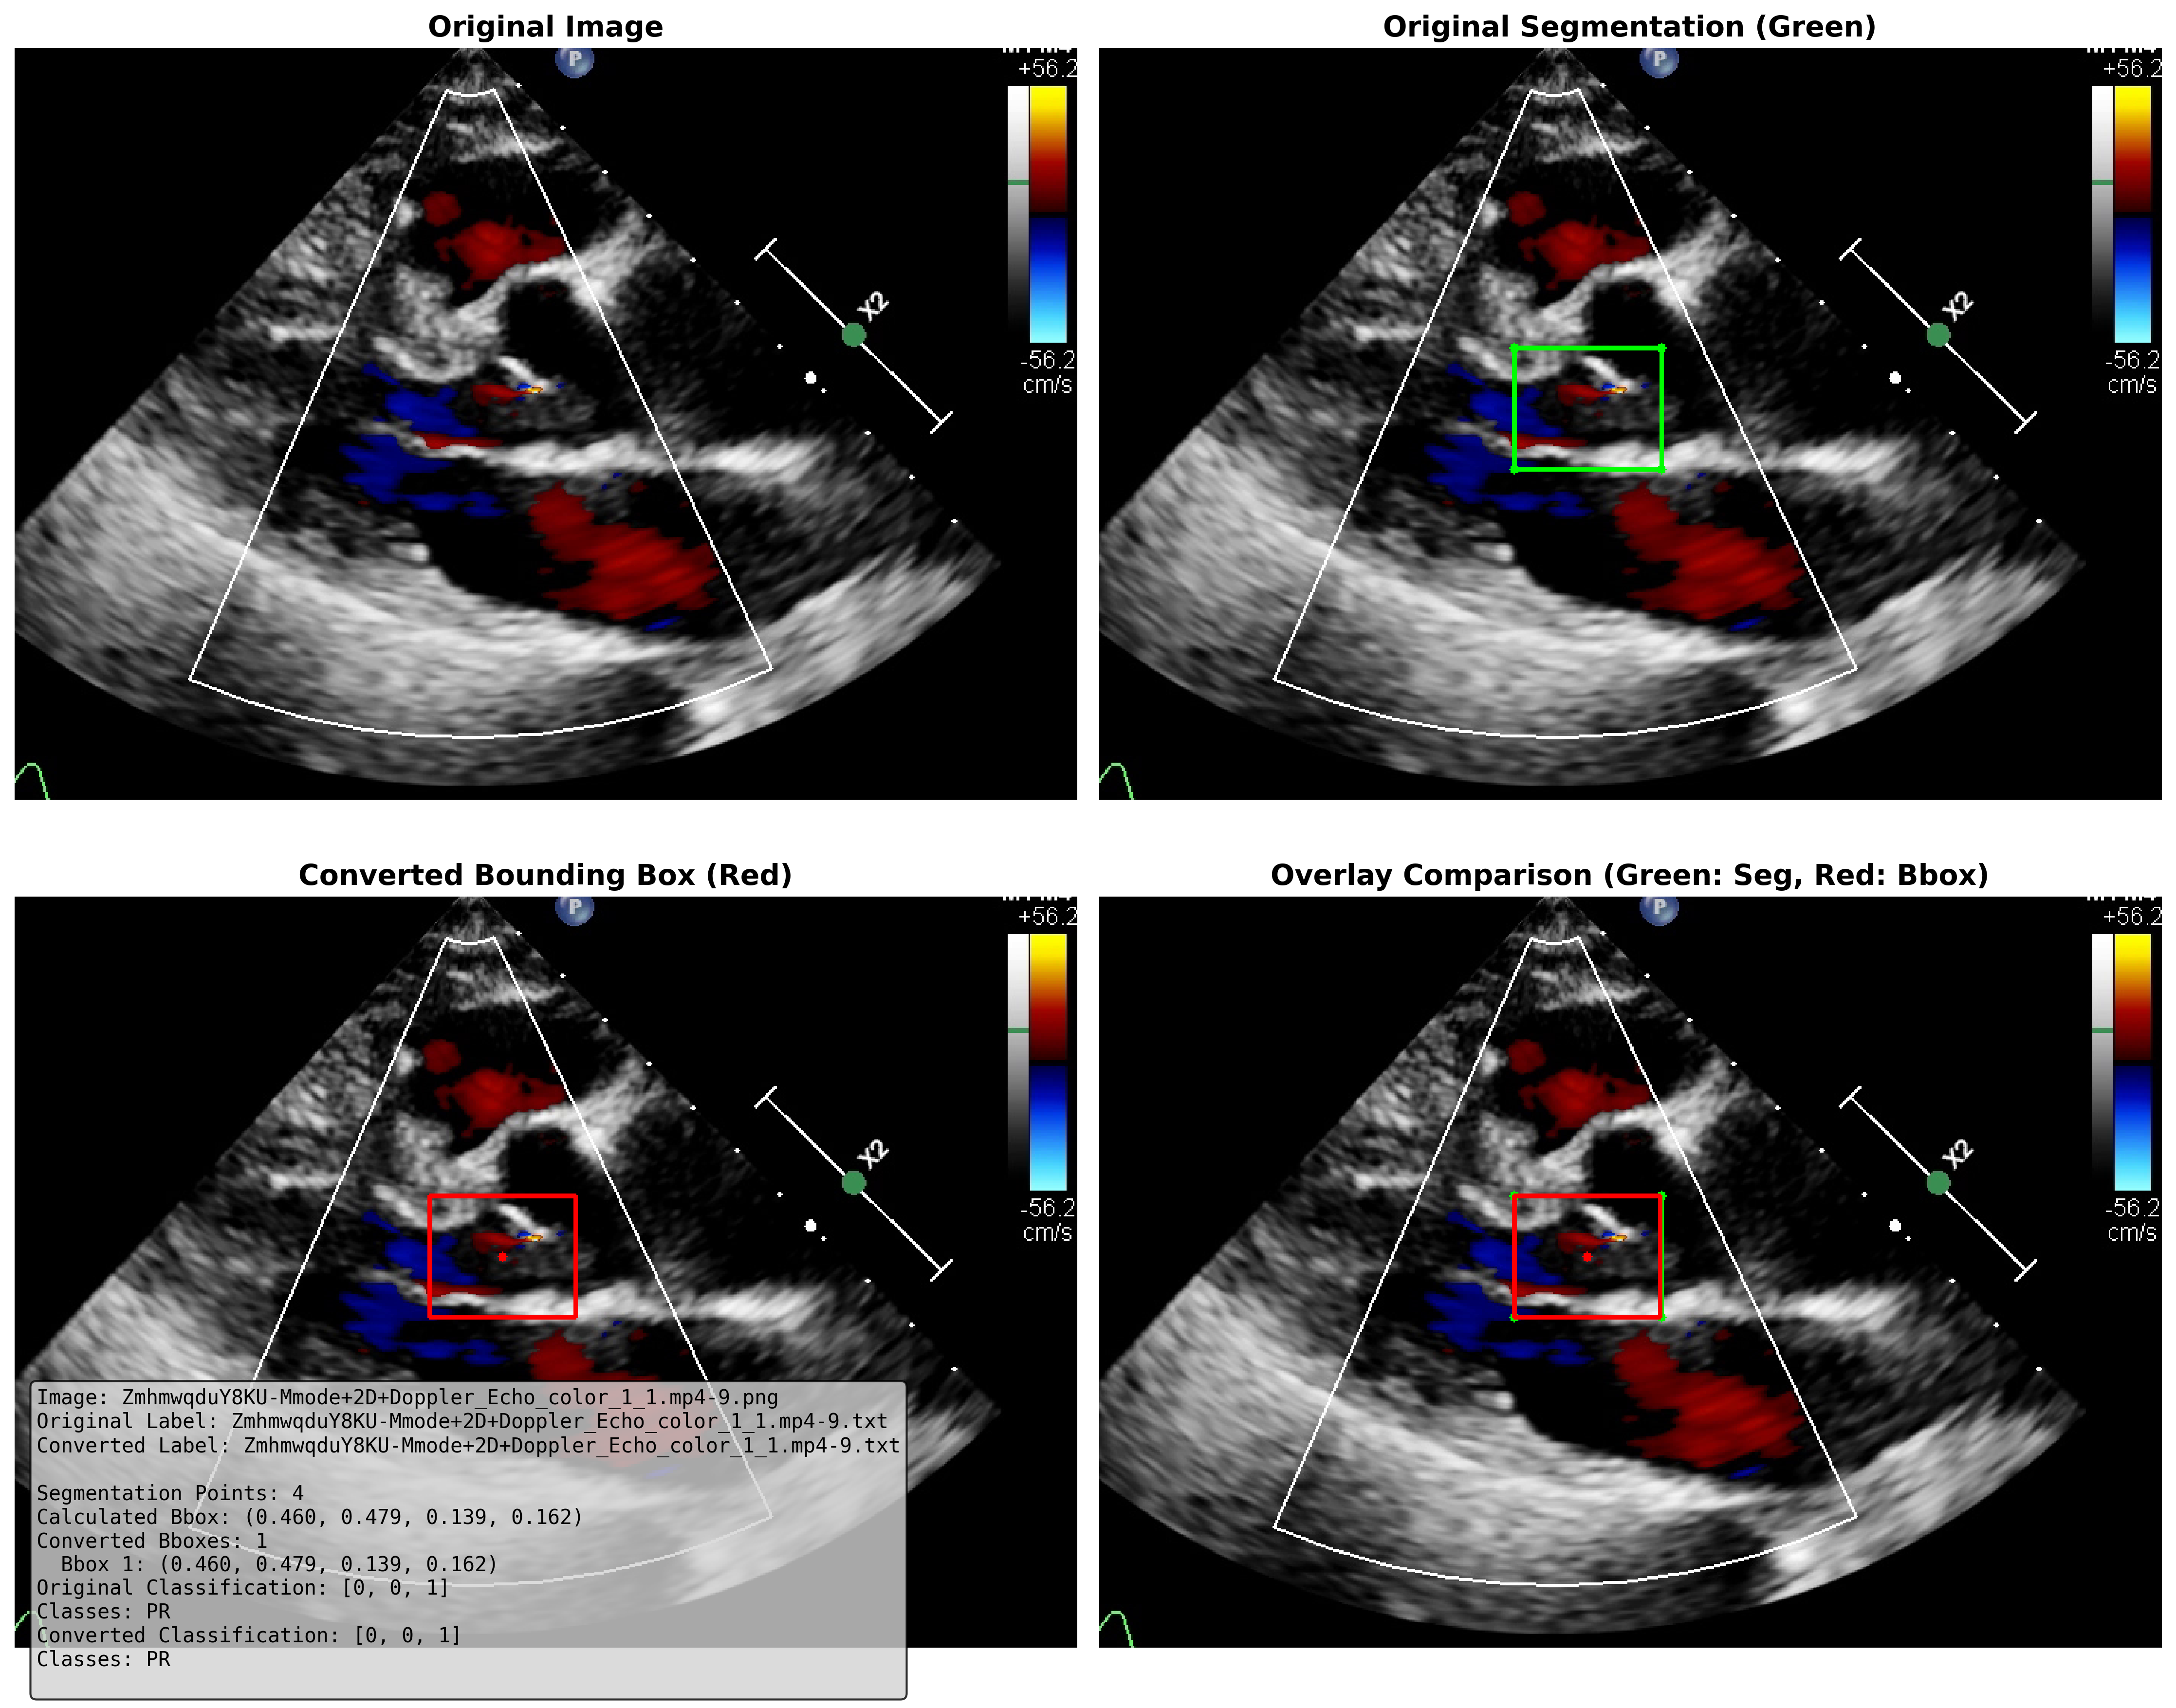 Original Image
Original Segmentation (Green)
P
+56.2
X2
-56.2
cm/s
P
+56.2
X2
-56.2
cm/s
Converted Bounding Box (Red)
Overlay Comparison (Green: Seg, Red: Bbox)
P
+56.2
X2
-56.2
cm/s
P
+56.2
X2
-56.2
cm/s
Image: ZmhmwqduY8KU-Mmode+2D+Doppler_Echo_color_1_1.mp4-9.png
Original Label: ZmhmwqduY8KU-Mmode+2D+Doppler_Echo_color_1_1.mp4-9.txt
Converted Label: ZmhmwqduY8KU-Mmode+2D+Doppler_Echo_color_1_1.mp4-9.txt
Segmentation Points: 4
Calculated Bbox: (0.460, 0.479, 0.139, 0.162)
Converted Bboxes: 1
Bbox 1: (0.460, 0.479, 0.139, 0.162)
Original Classification: [0, 0, 1]
Classes: PR
Converted Classification: [0, 0, 1]
Classes: PR